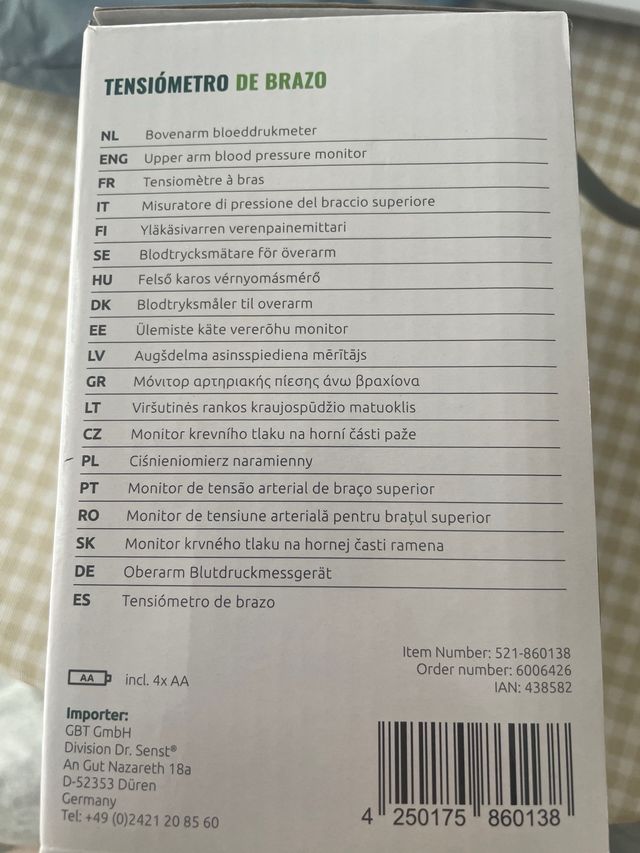 TENSIÓMETRO DE BRAZO
NL Bovenarm bloeddrukmeter
ENG Upper arm blood pressure monitor
FR Tensiomètre à bras
IT Misuratore di pressione del braccio superiore
FI Yläkäsivarren verenpainemittari
SE Blodtrycksmätare för överarm
HU Felső karos vérnyomásmérő
DK Blodtryksmåler til overarm
EE Ülemiste käte vererõhu monitor
LV Augšdelma asinsspiediena mērītājs
GR Μόνιτορ αρτηριακής πίεσης άνω βραχίονα
LT Viršutinės rankos kraujospūdžio matuoklis
CZ Monitor krevního tlaku na horní části paže
PL Ciśnieniomierz naramienny
PT Monitor de tensão arterial de braço superior
RO Monitor de tensiune arterială pentru brațul superior
SK Monitor krvného tlaku na hornej časti ramena
DE Oberarm Blutdruckmessgerät
ES Tensiómetro de brazo
Item Number: 521-860138
Order number: 6006426
IAN: 438582
AA incl. 4x AA
Importer:
GBT GmbH
Division Dr. Senst®
An Gut Nazareth 18a
D-52353 Düren
Germany
Tel: +49 (0)2421 20 85 60
4 250175 860138